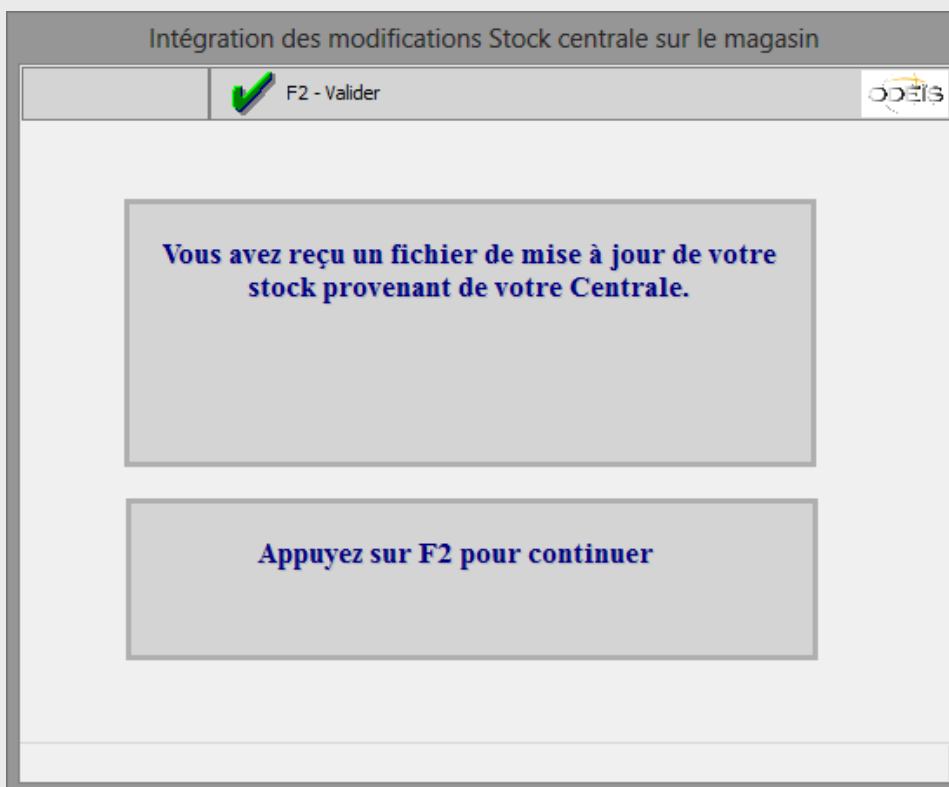 Intégration des modifications Stock centrale sur le magasin
F2 - Valider
ODEIS
Vous avez reçu un fichier de mise à jour de votre
stock provenant de votre Centrale.
Appuyez sur F2 pour continuer